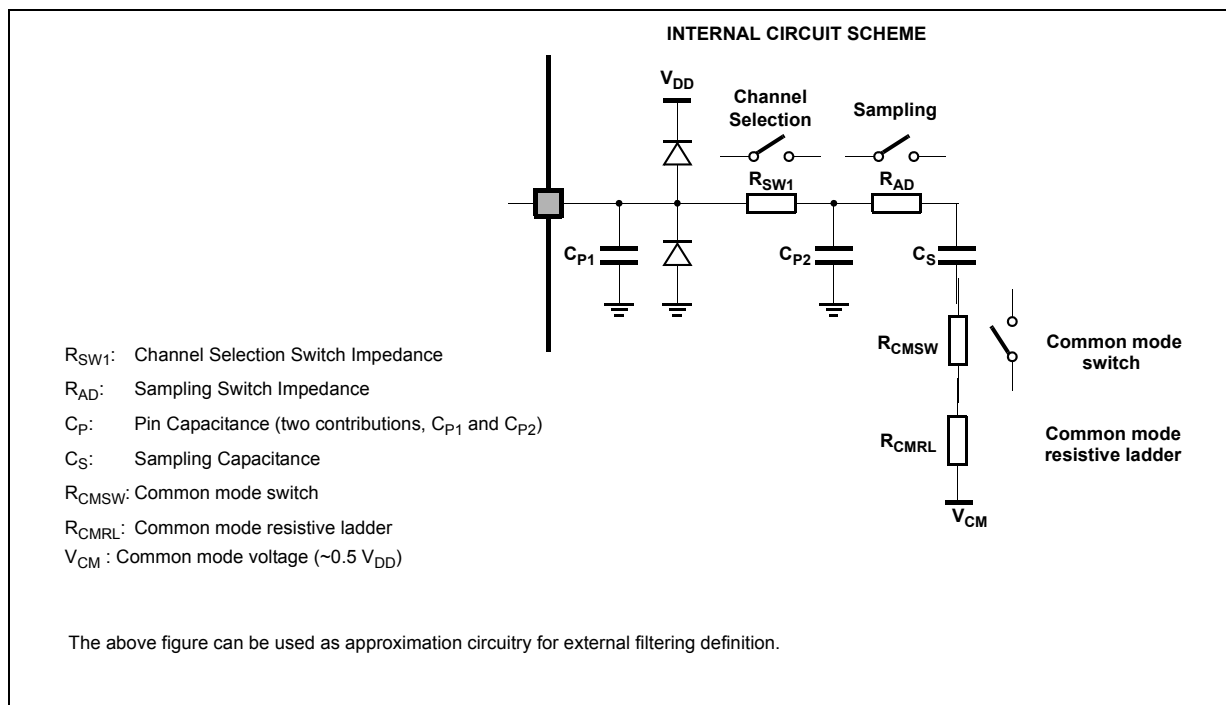 INTERNAL CIRCUIT SCHEME
VDD
Channel
Selection
Sampling
RSW1
RAD
CP1
CP2
CS
RCMSW
Common mode
switch
RCMRL
Common mode
resistive ladder
VCM
RSW1: Channel Selection Switch Impedance
RAD: Sampling Switch Impedance
CP: Pin Capacitance (two contributions, CP1 and CP2)
CS: Sampling Capacitance
RCMSW: Common mode switch
RCMRL: Common mode resistive ladder
VCM : Common mode voltage (~0.5 VDD)
The above figure can be used as approximation circuitry for external filtering definition.